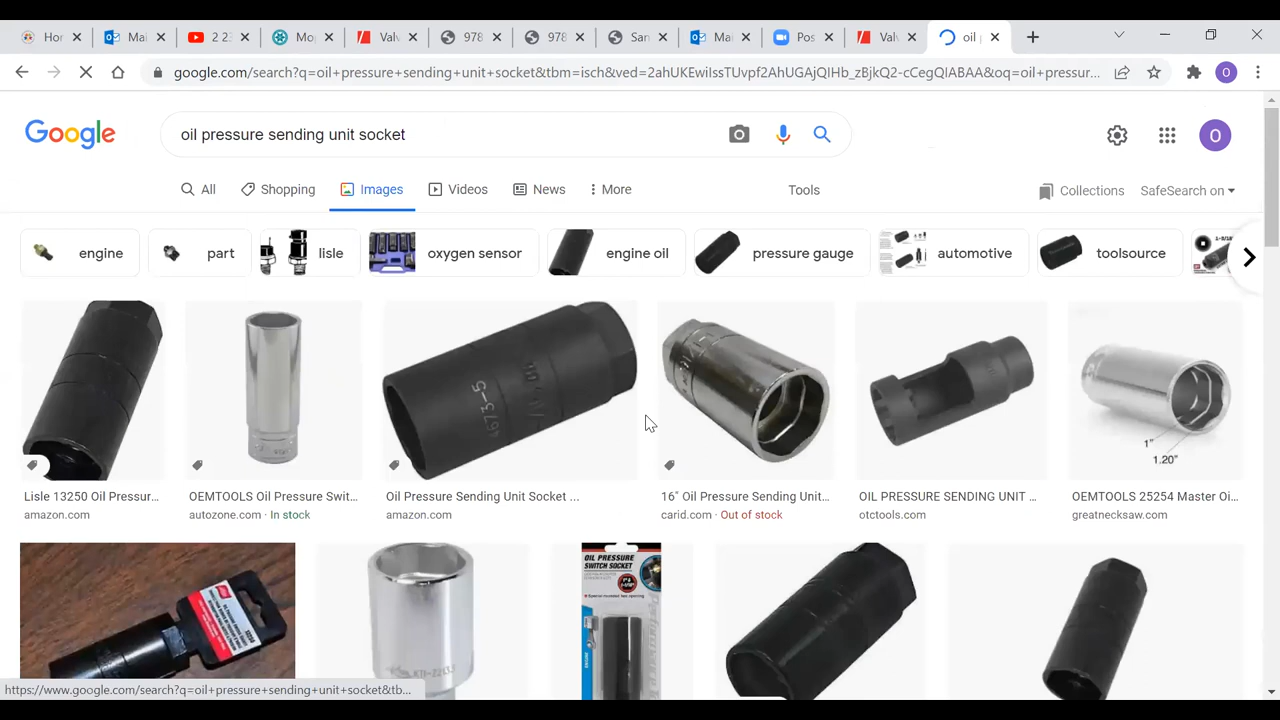 Hor
Mai
2 23
Mop
Valv
978
978
San
Mai
Pos
Valv
oil p
google.com/search?q=oil+pressure+sending+unit+socket&tbm=isch&ved=2ahUKEwiIssTUvpf2AhUGAjQIHb_zBjkQ2-cCegQIABAA&oq=oil+pressur...
O
Google
oil pressure sending unit socket
O
All
Shopping
Images
Videos
News
More
Tools
Collections
SafeSearch on
engine
part
lisle
oxygen sensor
engine oil
pressure gauge
automotive
toolsource
4673-5
1"
1.20"
Lisle 13250 Oil Pressur...
OEMTOOLS Oil Pressure Swit...
Oil Pressure Sending Unit Socket ...
16" Oil Pressure Sending Unit...
OIL PRESSURE SENDING UNIT ...
OEMTOOLS 25254 Master Oi...
amazon.com
autozone.com · In stock
amazon.com
carid.com · Out of stock
otctools.com
greatnecksaw.com
OIL PRESSURE
SWITCH SOCKET
https://www.google.com/search?q=oil+pressure+sending+unit+socket&tb...